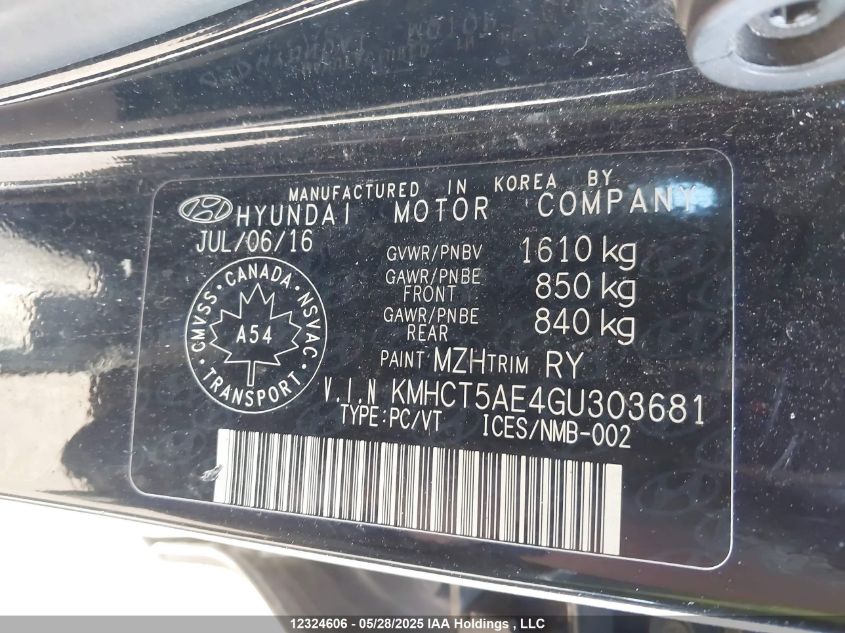 MANUFACTURED IN KOREA BY
HYUNDAI MOTOR COMPANY
JUL/06/16
GVWR/PNBV 1610 kg
GAWR/PNBE FRONT 850 kg
GAWR/PNBE REAR 840 kg
CMVSS · CANADA · NSVAC
A54
TRANSPORT
PAINT MZH TRIM RY
V.I.N KMHCT5AE4GU303681
TYPE:PC/VT ICES/NMB-002
12324606 - 05/28/2025 IAA Holdings , LLC